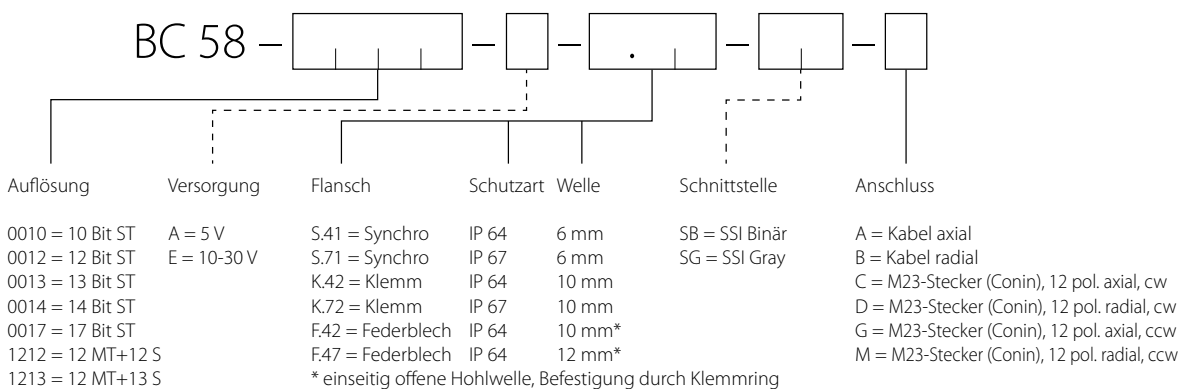 BC 58 – – – . – –
Auflösung Versorgung Flansch Schutzart Welle Schnittstelle Anschluss
0010 = 10 Bit ST A = 5 V S.41 = Synchro IP 64 6 mm SB = SSI Binär A = Kabel axial
0012 = 12 Bit ST E = 10-30 V S.71 = Synchro IP 67 6 mm SG = SSI Gray B = Kabel radial
0013 = 13 Bit ST K.42 = Klemm IP 64 10 mm C = M23-Stecker (Conin), 12 pol. axial, cw
0014 = 14 Bit ST K.72 = Klemm IP 67 10 mm D = M23-Stecker (Conin), 12 pol. radial, cw
0017 = 17 Bit ST F.42 = Federblech IP 64 10 mm* G = M23-Stecker (Conin), 12 pol. axial, ccw
1212 = 12 MT+12 S F.47 = Federblech IP 64 12 mm* M = M23-Stecker (Conin), 12 pol. radial, ccw
1213 = 12 MT+13 S * einseitig offene Hohlwelle, Befestigung durch Klemmring